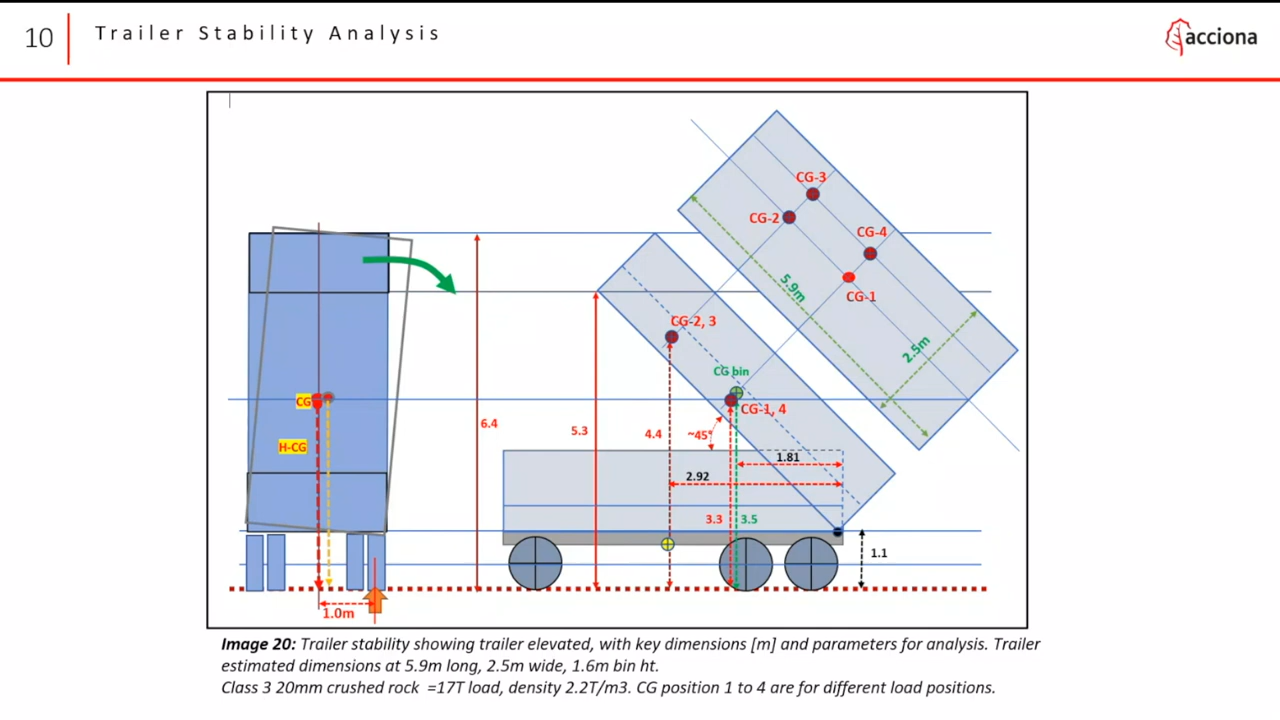 10
Trailer Stability Analysis
acciona
CG-3
CG-2
CG-4
CG-1
5.9m
2.5m
CG-2, 3
CG bin
CG
CG-1, 4
6.4
5.3
4.4
~45°
H-CG
1.81
2.92
3.3
3.5
1.1
1.0m
Image 20: Trailer stability showing trailer elevated, with key dimensions [m] and parameters for analysis. Trailer
estimated dimensions at 5.9m long, 2.5m wide, 1.6m bin ht.
Class 3 20mm crushed rock =17T load, density 2.2T/m3. CG position 1 to 4 are for different load positions.